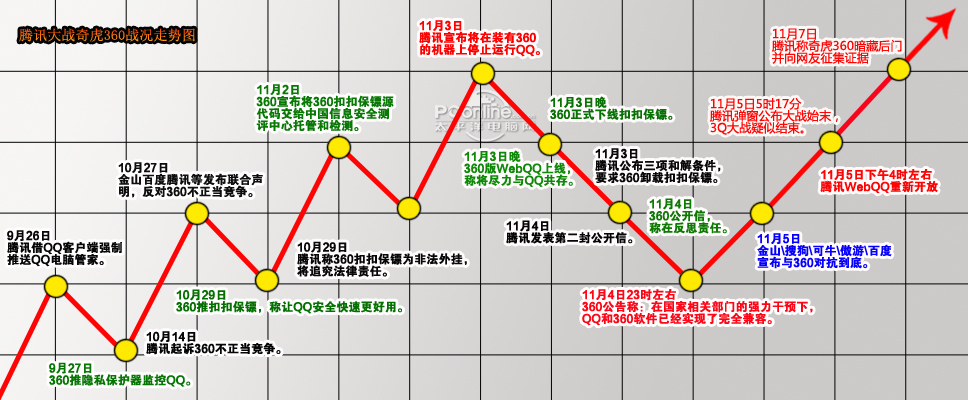 腾讯大战奇虎360战况走势图
9月26日
腾讯借QQ客户端强制
推送QQ电脑管家。
9月27日
360推隐私保护器监控QQ。
10月14日
腾讯起诉360不正当竞争。
10月27日
金山百度腾讯等发布联合声
明，反对360不正当竞争。
10月29日
360推扣扣保镖，称让QQ安全快速更好用。
10月29日
腾讯称360扣扣保镖为非法外挂，
将追究法律责任。
11月2日
360宣布将360扣扣保镖源
代码交给中国信息安全测
评中心托管和检测。
11月3日
腾讯宣布将在装有360
的机器上停止运行QQ。
PConline
太平洋电脑网
11月3日晚
360正式下线扣扣保镖。
11月3日晚
360版WebQQ上线，
称将尽力与QQ共存。
11月3日
腾讯公布三项和解条件，
要求360卸载扣扣保镖。
11月4日
腾讯发表第二封公开信。
11月4日
360公开信，
称在反思责任。
11月4日23时左右
360公告称：在国家相关部门的强力干预下，
QQ和360软件已经实现了完全兼容。
11月5日
金山\搜狗\可牛\傲游\百度
宣布与360对抗到底。
11月5日5时17分
腾讯弹窗公布大战始末，
3Q大战疑似结束。
11月5日下午4时左右
腾讯WebQQ重新开放
11月7日
腾讯称奇虎360暗藏后门
并向网友征集证据